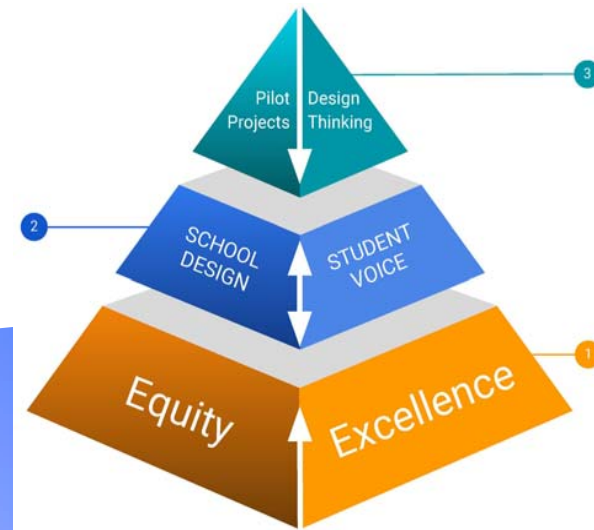 Pilot
Projects
Design
Thinking
3
2
SCHOOL
DESIGN
STUDENT
VOICE
1
Equity
Excellence